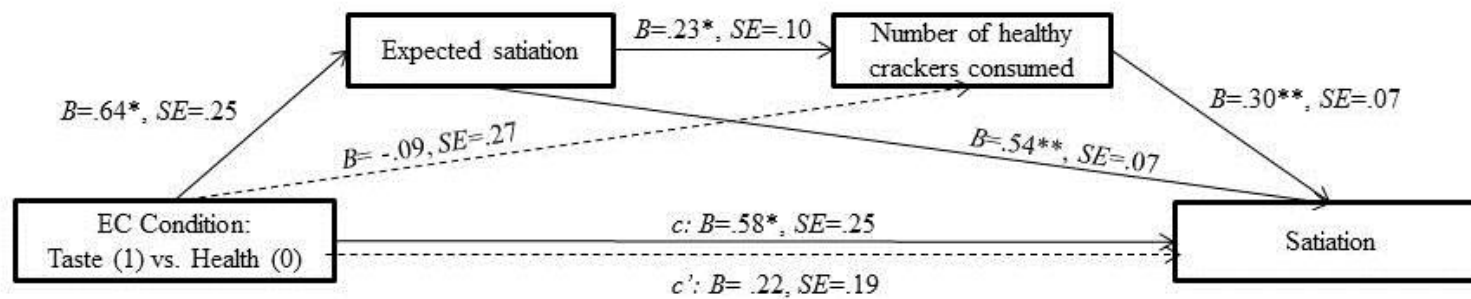 B=.23*, SE=.10
Expected satiation
Number of healthy
crackers consumed
B=.64*, SE=.25
B= -.09, SE=.27
B=.54**, SE=.07
B=.30**, SE=.07
EC Condition:
Taste (1) vs. Health (0)
c: B=.58*, SE=.25
c’: B= .22, SE=.19
Satiation